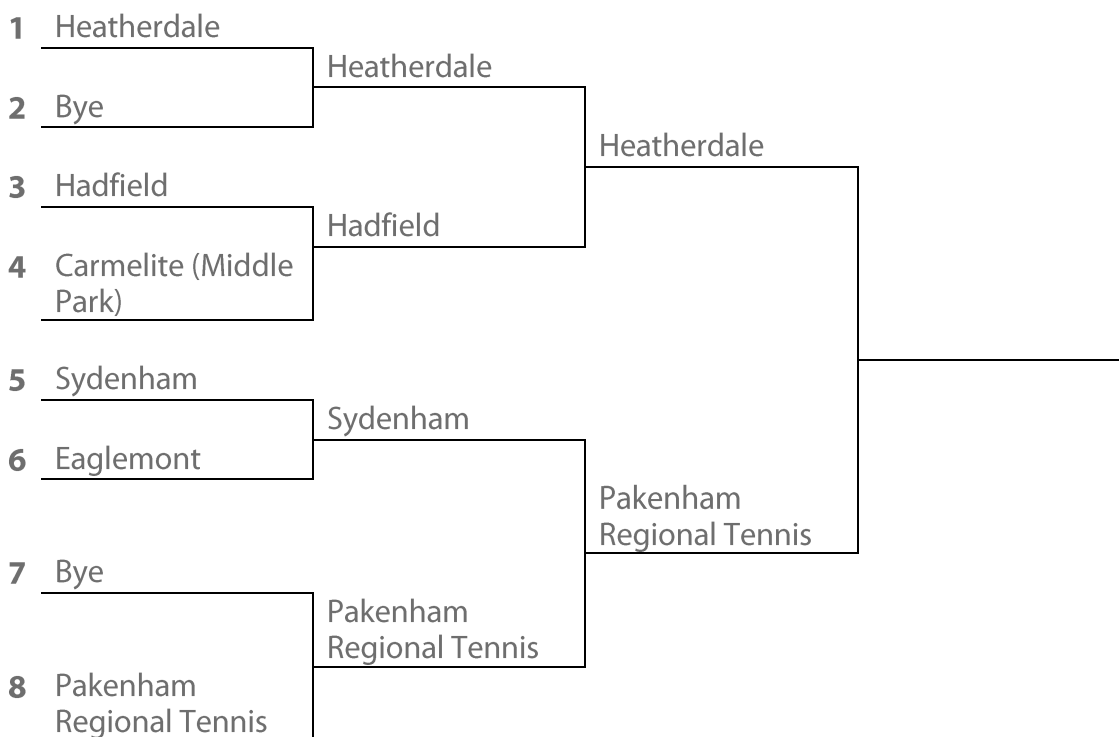 1 Heatherdale
Heatherdale
2 Bye
Heatherdale
3 Hadfield
Hadfield
4 Carmelite (Middle
Park)
5 Sydenham
Sydenham
6 Eaglemont
Pakenham
Regional Tennis
7 Bye
Pakenham
Regional Tennis
8 Pakenham
Regional Tennis